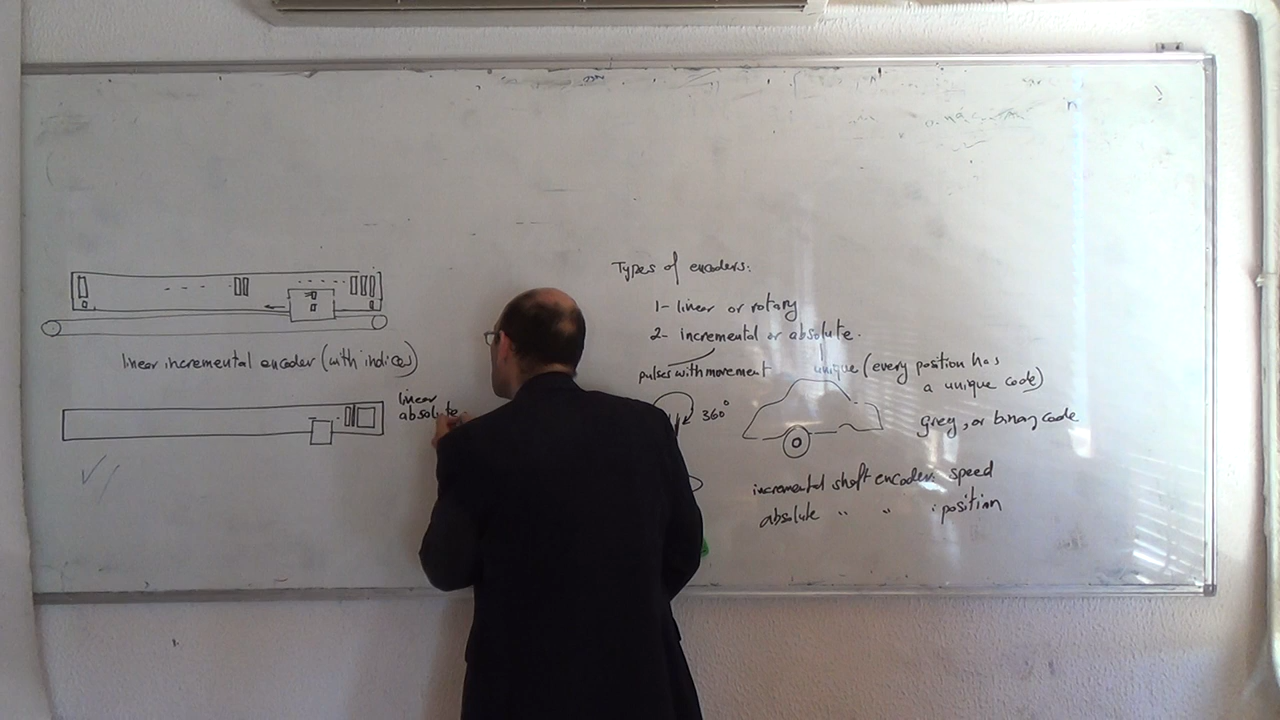 linear incremental encoder (with indices)
linear
absolute
Types of encoders:
1- linear or rotary
2- incremental or absolute.
pulses with movement
unique (every position has
a unique code)
360°
grey, or binary code
incremental shaft encoder: speed
absolute " " : position